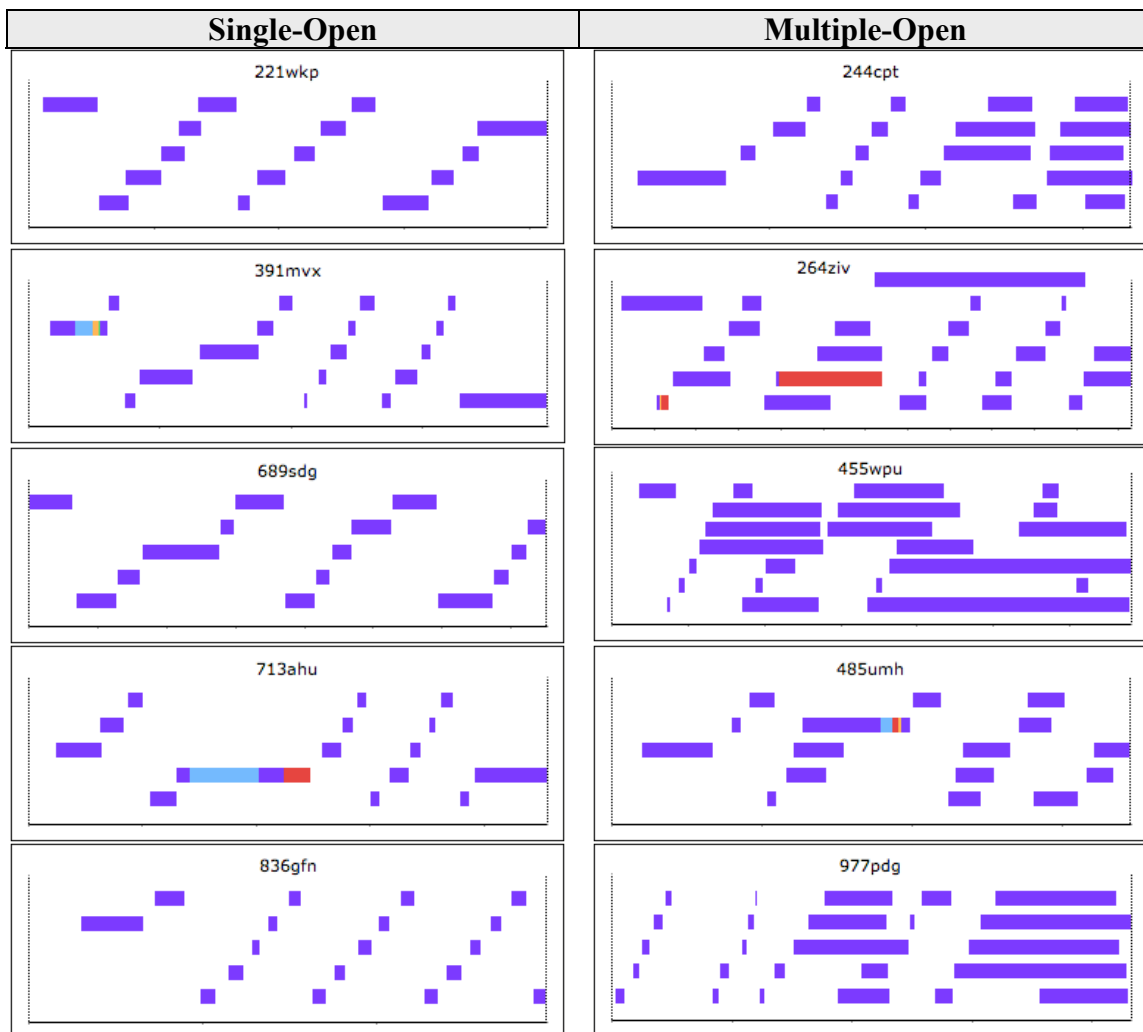 Single-Open Multiple-Open
221wkp 244cpt
391mvx 264ziv
689sdg 455wpu
713ahu 485umh
836gfn 977pdg